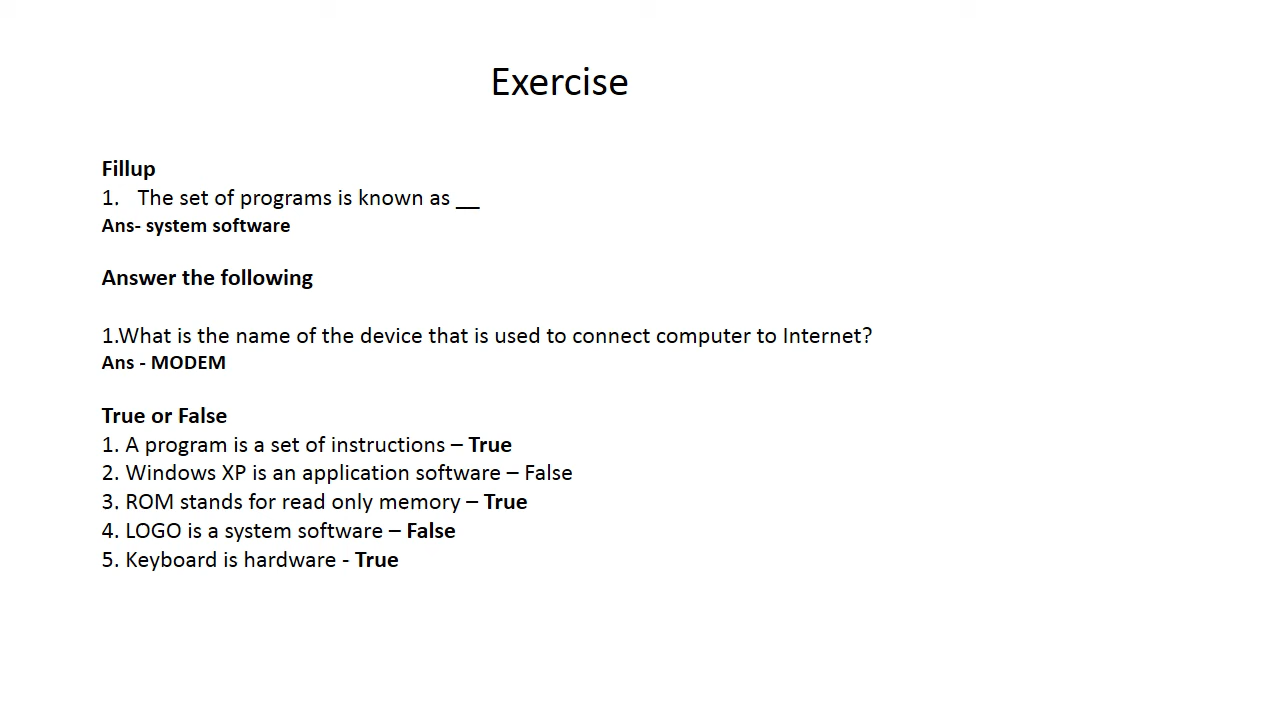 Exercise
Fillup
1. The set of programs is known as __
Ans- system software
Answer the following
1.What is the name of the device that is used to connect computer to Internet?
Ans - MODEM
True or False
1. A program is a set of instructions – True
2. Windows XP is an application software – False
3. ROM stands for read only memory – True
4. LOGO is a system software – False
5. Keyboard is hardware - True